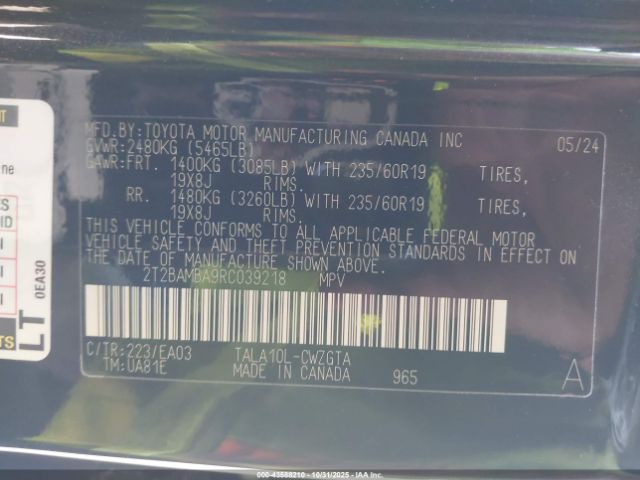 MFD.BY:TOYOTA MOTOR MANUFACTURING CANADA INC 05/24
GVWR:2480KG (5465LB)
GAWR:FRT. 1400KG (3085LB) WITH 235/60R19 TIRES,
19X8J RIMS.
RR. 1480KG (3260LB) WITH 235/60R19 TIRES,
19X8J RIMS.
THIS VEHICLE CONFORMS TO ALL APPLICABLE FEDERAL MOTOR
VEHICLE SAFETY AND THEFT PREVENTION STANDARDS IN EFFECT ON
THE DATE OF MANUFACTURE SHOWN ABOVE.
2T2BAMBA9RC039218 MPV
C/TR:223/EA03 TALA10L-CWZGTA
TM:UA81E MADE IN CANADA 965 A
LT
0EA30
000-43588210 - 10/31/2025 - IAAI Inc.